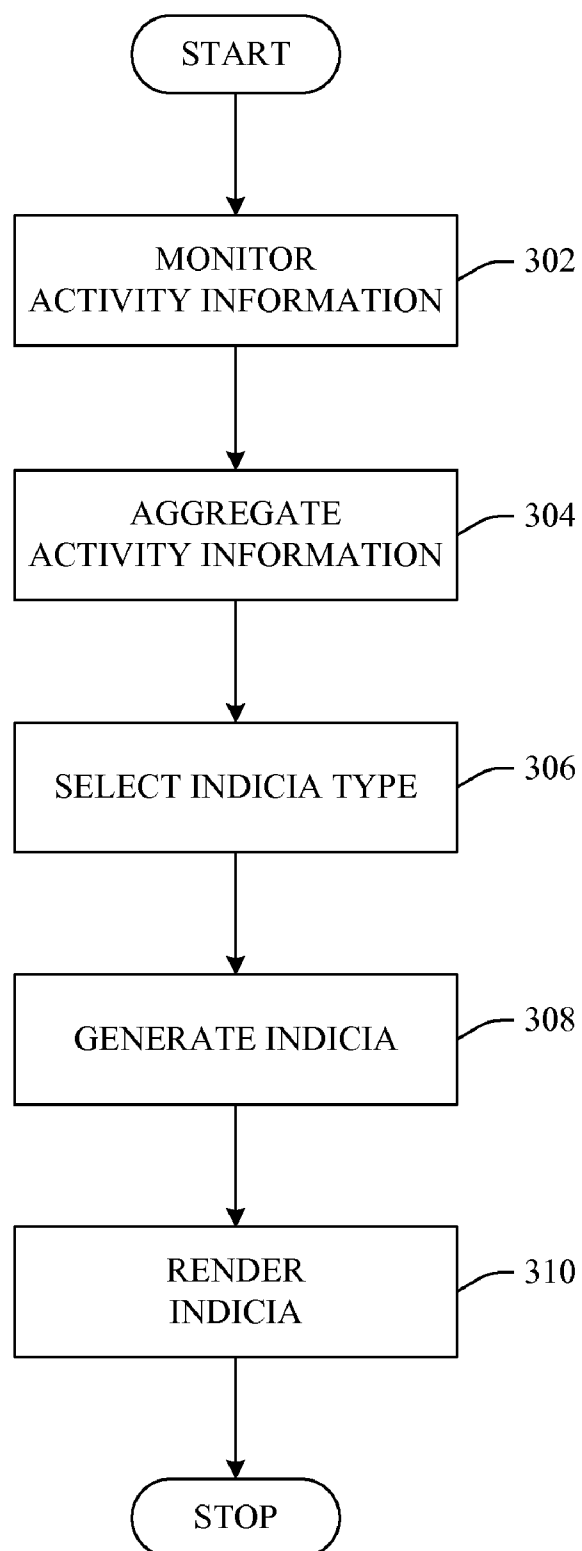 START
MONITOR
ACTIVITY INFORMATION
302
AGGREGATE
ACTIVITY INFORMATION
304
SELECT INDICIA TYPE
306
GENERATE INDICIA
308
RENDER
INDICIA
310
STOP